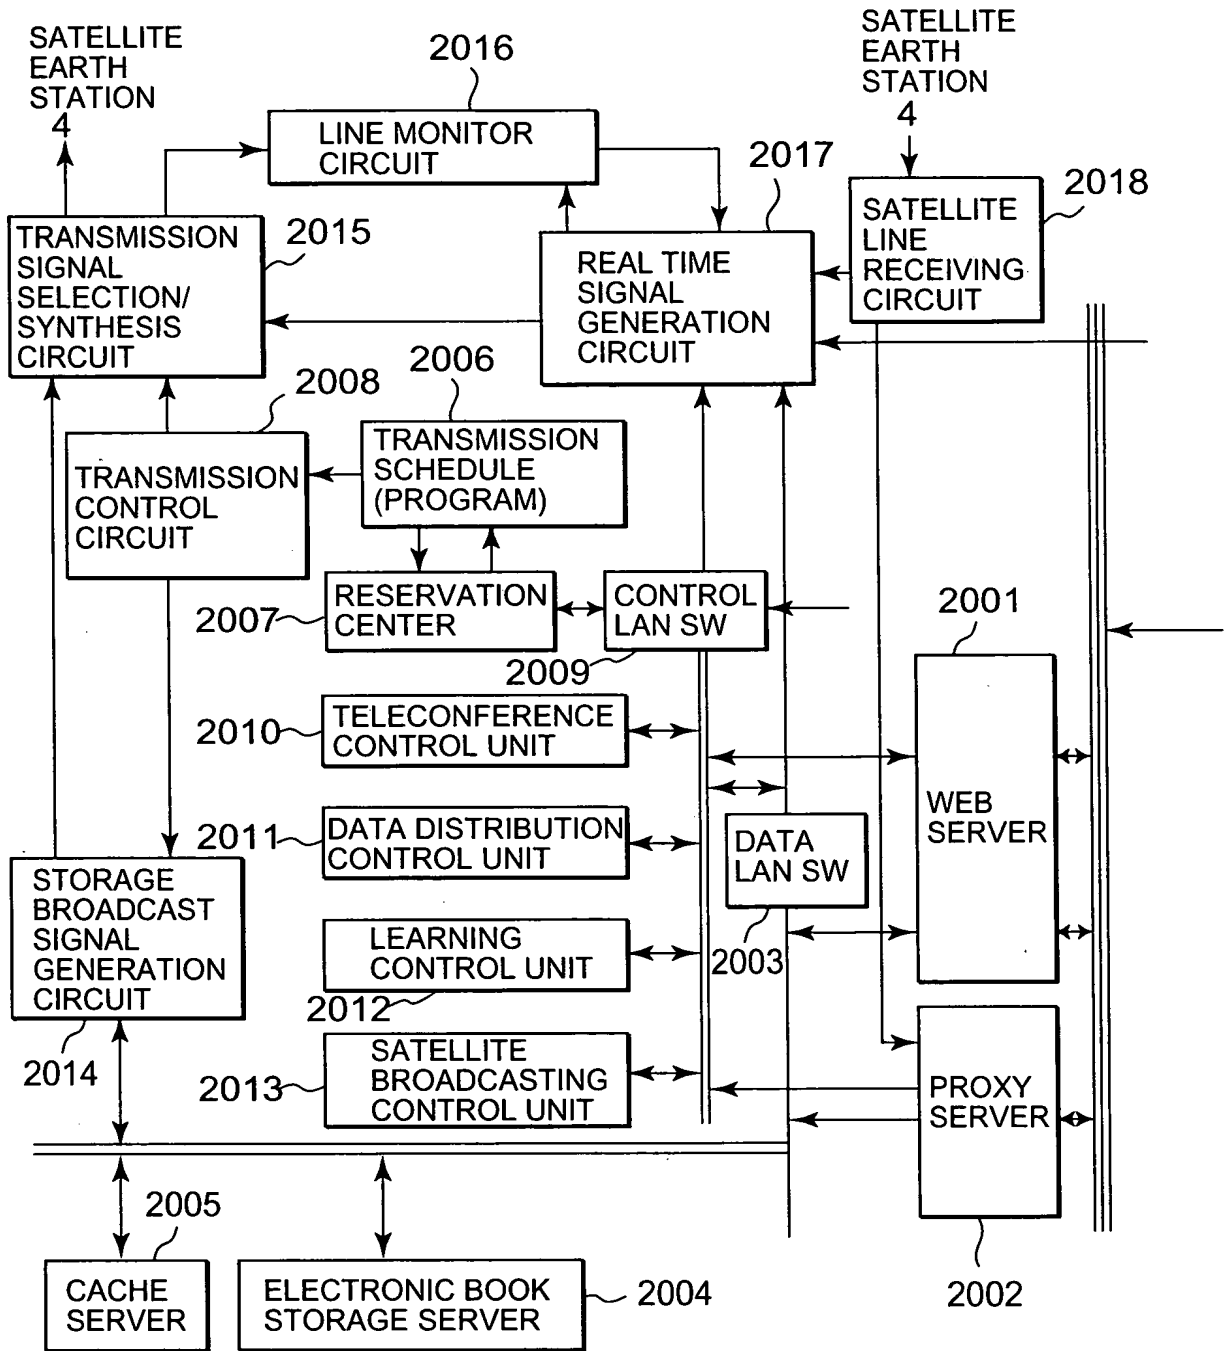 SATELLITE
EARTH
STATION
4
2016
LINE MONITOR
CIRCUIT
SATELLITE
EARTH
STATION
4
2017
2018
SATELLITE
LINE
RECEIVING
CIRCUIT
TRANSMISSION
SIGNAL
SELECTION/
SYNTHESIS
CIRCUIT
2015
REAL TIME
SIGNAL
GENERATION
CIRCUIT
2008
2006
TRANSMISSION
CONTROL
CIRCUIT
TRANSMISSION
SCHEDULE
(PROGRAM)
2007
RESERVATION
CENTER
CONTROL
LAN SW
2009
2001
WEB
SERVER
2010
TELECONFERENCE
CONTROL UNIT
2011
DATA DISTRIBUTION
CONTROL UNIT
DATA
LAN SW
2003
STORAGE
BROADCAST
SIGNAL
GENERATION
CIRCUIT
2014
LEARNING
CONTROL UNIT
2012
2013
SATELLITE
BROADCASTING
CONTROL UNIT
PROXY
SERVER
2002
2005
CACHE
SERVER
ELECTRONIC BOOK
STORAGE SERVER
2004